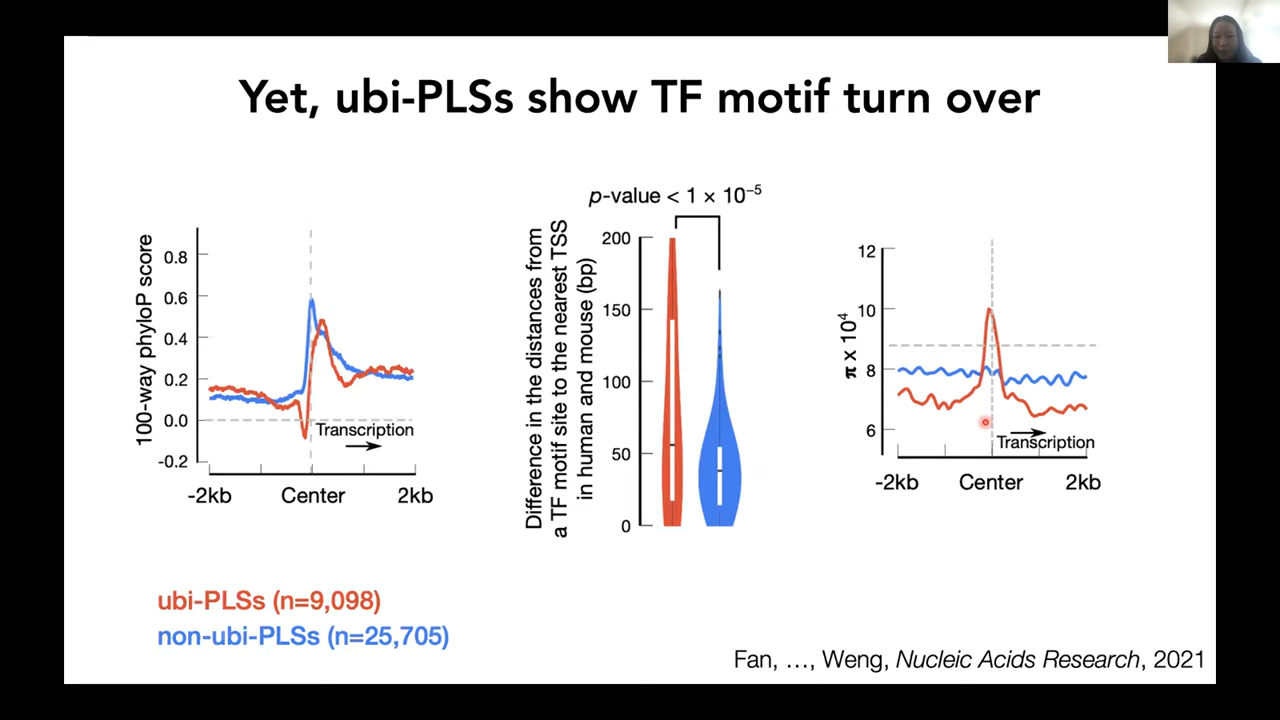 Yet, ubi-PLSs show TF motif turn over
100-way phyloP score
0.8
0.6
0.4
0.2
0.0
-0.2
Transcription
-2kb
Center
2kb
p-value < 1 × 10⁻⁵
Difference in the distances from
a TF motif site to the nearest TSS
in human and mouse (bp)
200
150
100
50
0
π x 10⁴
12
10
8
6
Transcription
-2kb
Center
2kb
ubi-PLSs (n=9,098)
non-ubi-PLSs (n=25,705)
Fan, …, Weng, Nucleic Acids Research, 2021